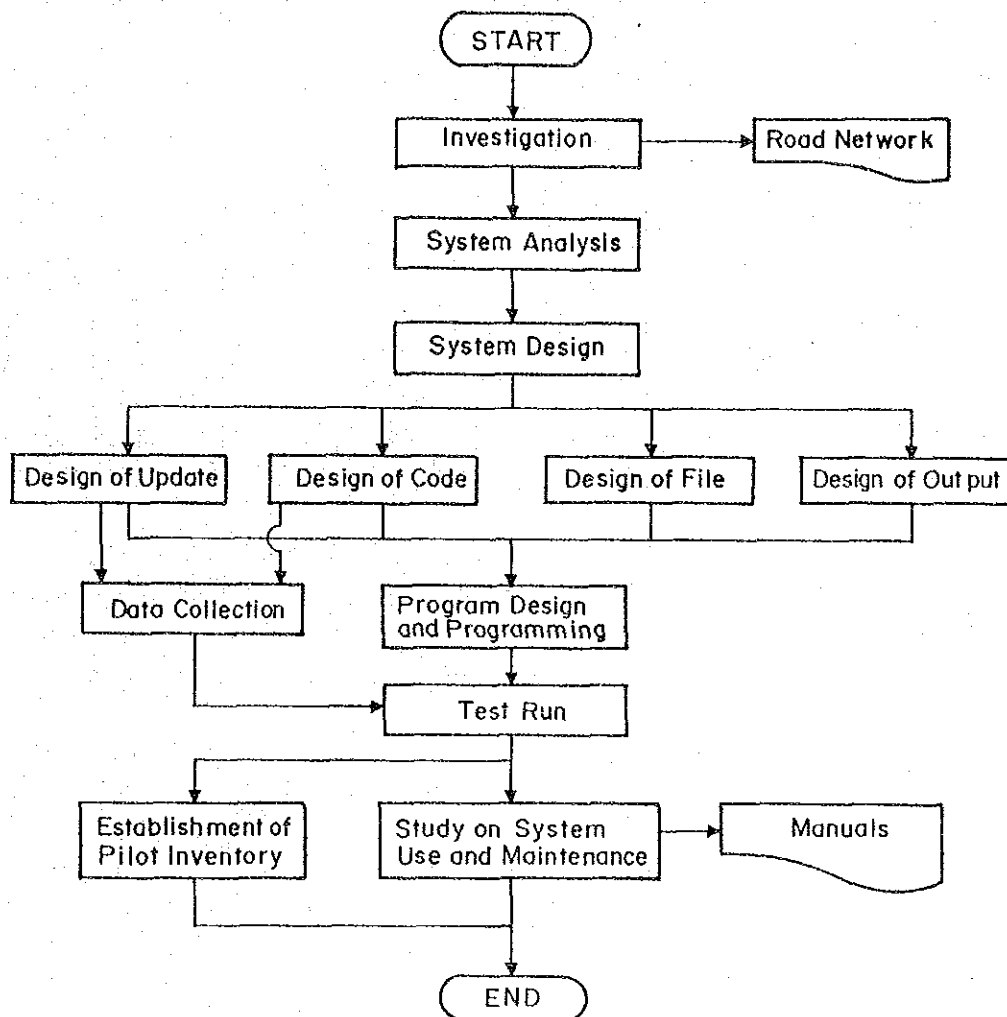 START
Investigation
Road Network
System Analysis
System Design
Design of Update
Design of Code
Design of File
Design of Output
Data Collection
Program Design
and Programming
Test Run
Establishment of
Pilot Inventory
Study on System
Use and Maintenance
Manuals
END